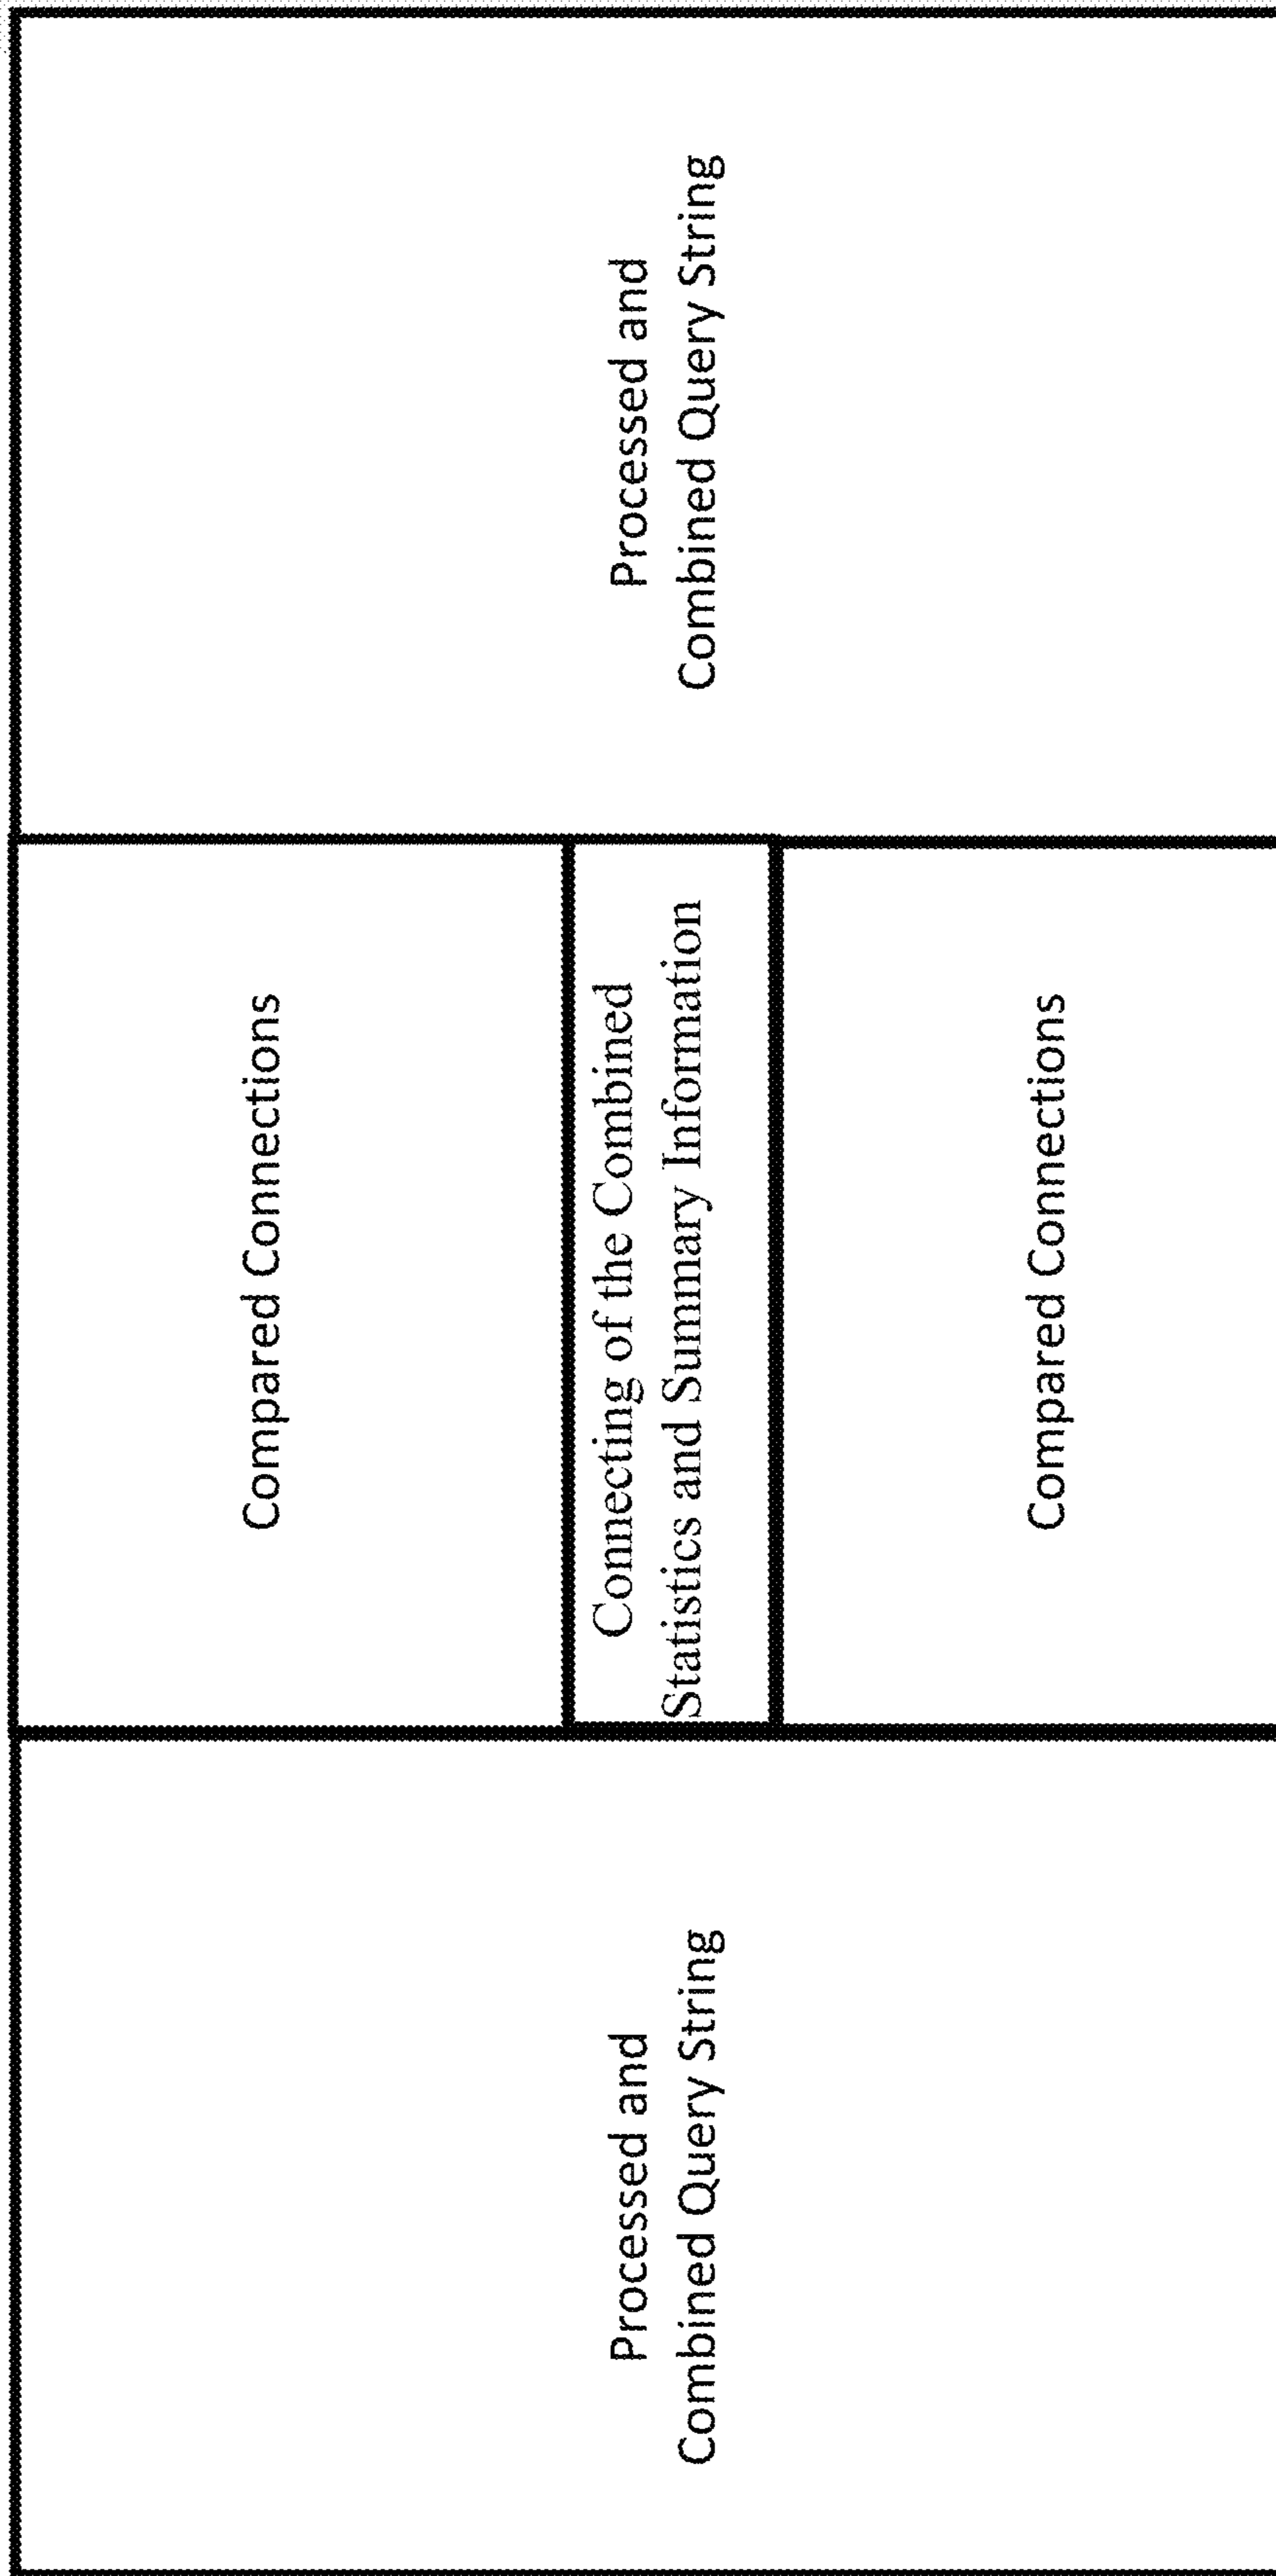 Processed and
Combined Query String
Compared Connections
Connecting of the Combined
Statistics and Summary Information
Compared Connections
Processed and
Combined Query String